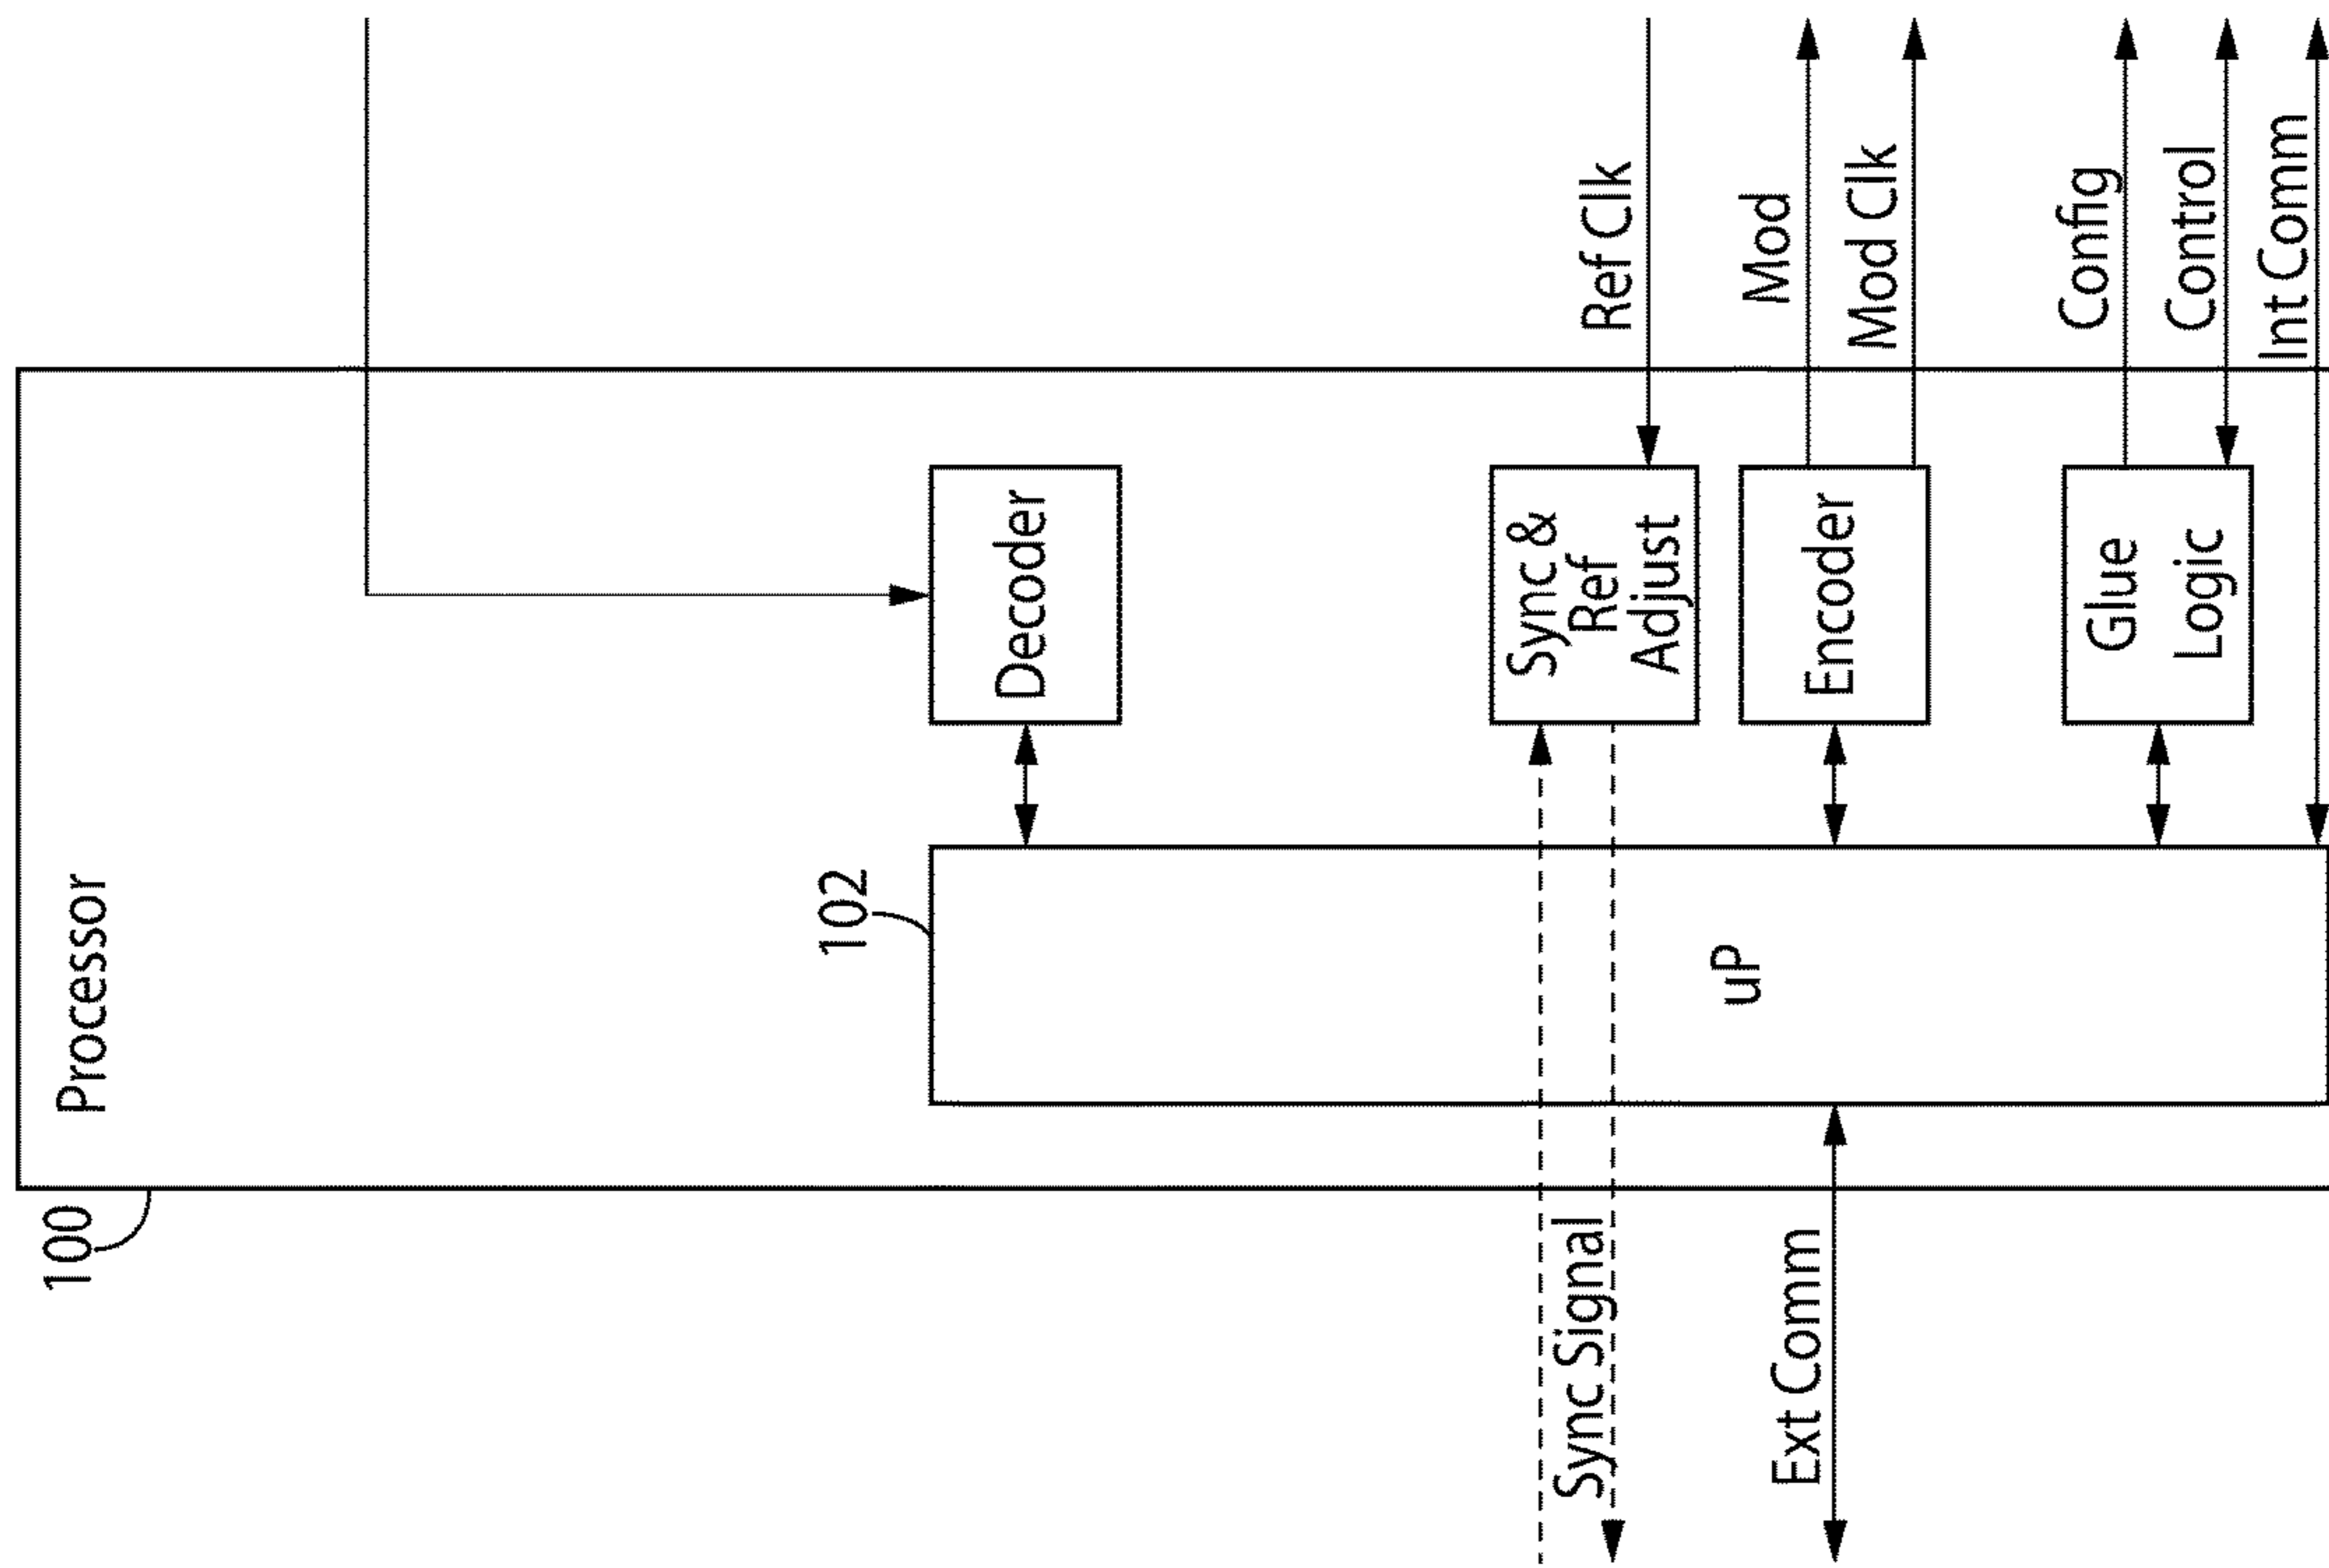 100
Processor
102
Decoder
Sync Signal
Sync &
Ref
Adjust
Ref Clk
uP
Mod
Ext Comm
Encoder
Mod Clk
Glue
Logic
Config
Control
Int Comm